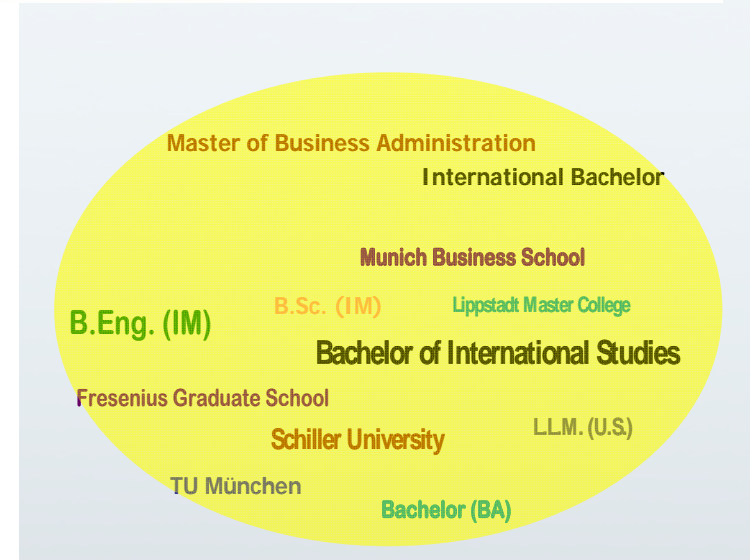 Master of Business Administration
International Bachelor
Munich Business School
B.Sc. (IM)
Lippstadt Master College
B.Eng. (IM)
Bachelor of International Studies
Fresenius Graduate School
L.L.M. (U.S.)
Schiller University
TU München
Bachelor (BA)